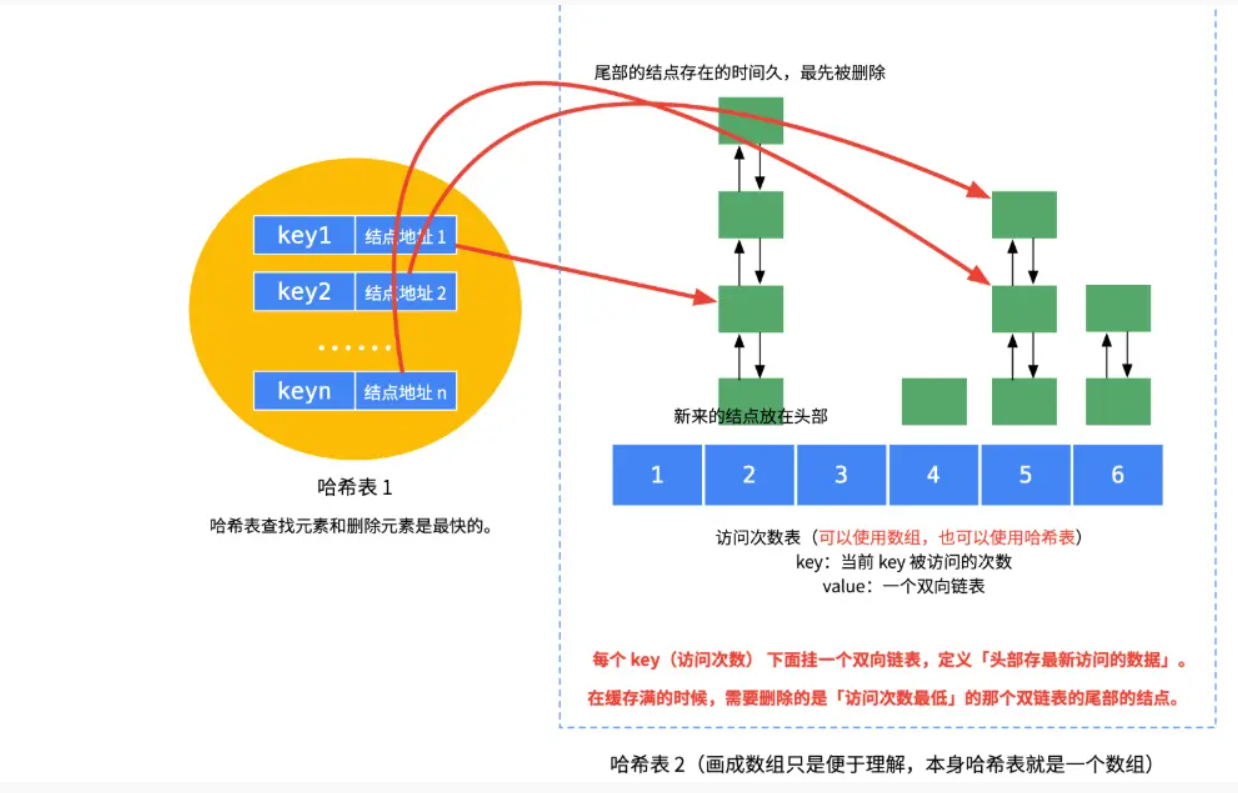 尾部的结点存在的时间久，最先被删除
key1 结点地址 1
key2 结点地址 2
······
keyn 结点地址 n
哈希表 1
哈希表查找元素和删除元素是最快的。
新来的结点放在头部
1 2 3 4 5 6
访问次数表（可以使用数组，也可以使用哈希表）
key：当前 key 被访问的次数
value：一个双向链表
每个 key（访问次数） 下面挂一个双向链表，定义「头部存最新访问的数据」。
在缓存满的时候，需要删除的是「访问次数最低」的那个双链表的尾部的结点。
哈希表 2（画成数组只是便于理解，本身哈希表就是一个数组）